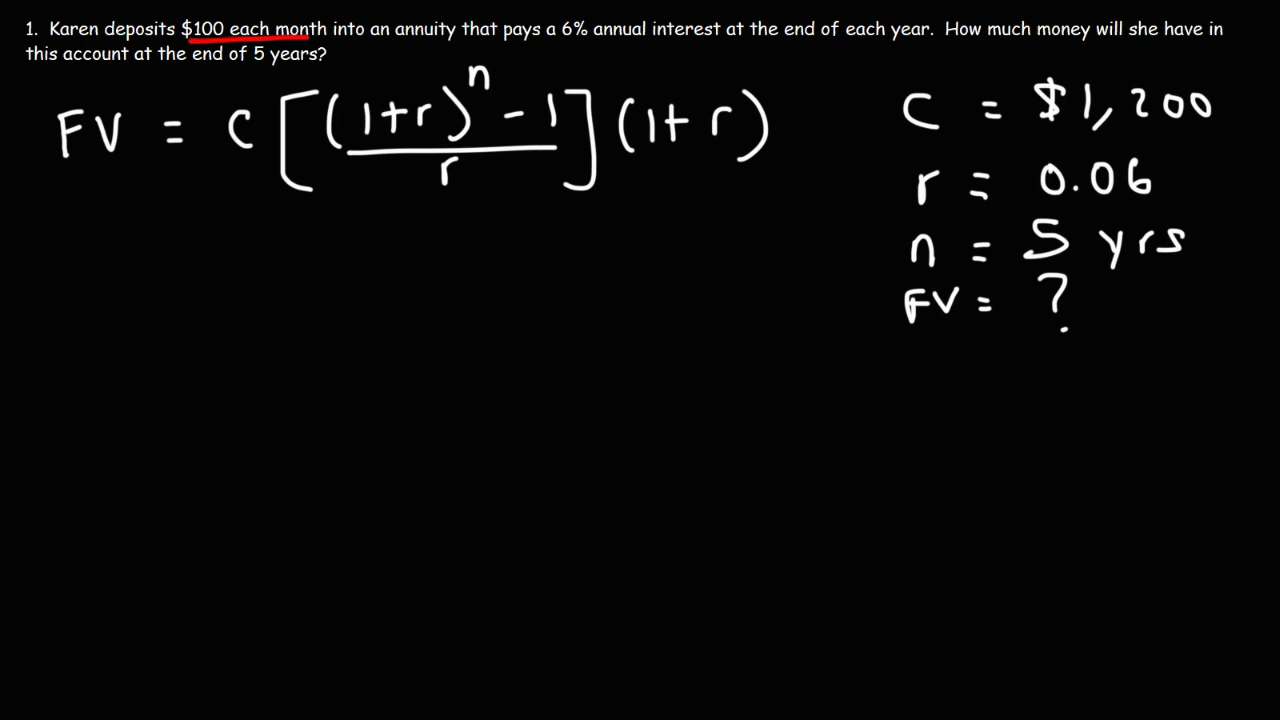 1. Karen deposits $100 each month into an annuity that pays a 6% annual interest at the end of each year. How much money will she have in
this account at the end of 5 years?
FV = C [((1+r)^n - 1)/r] (1+r)
C = $1,200
r = 0.06
n = 5 yrs
FV = ?